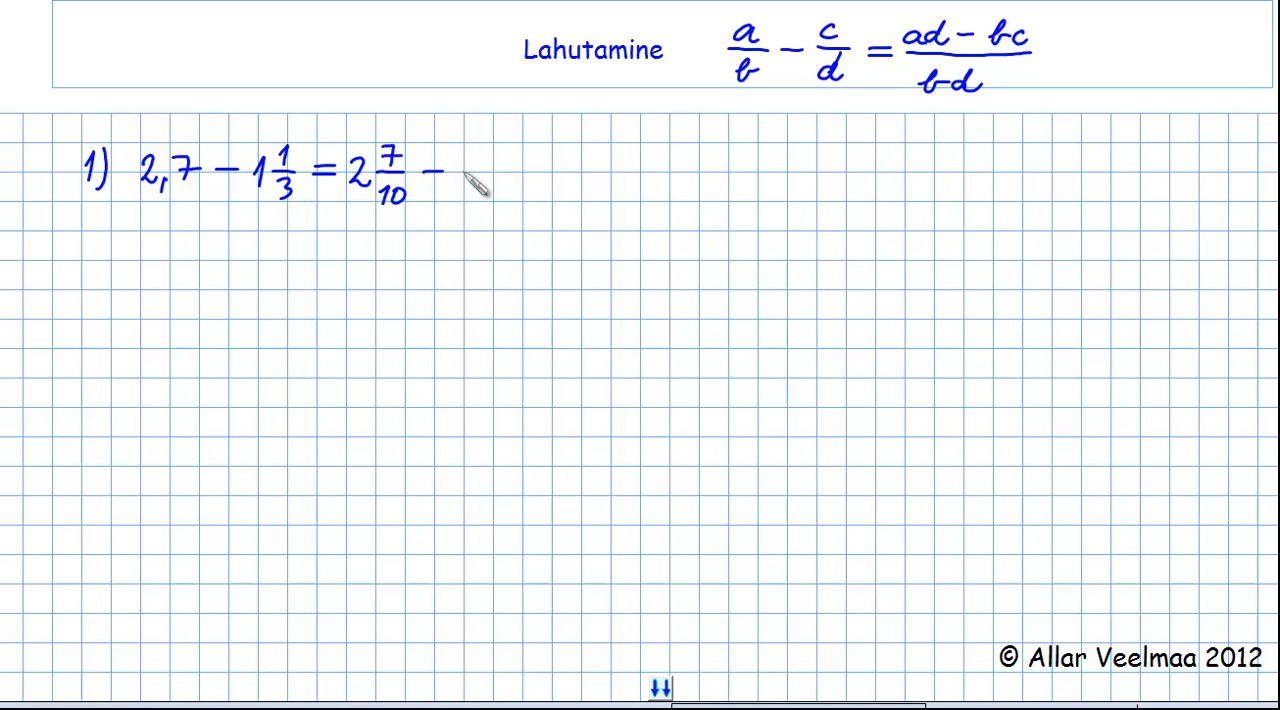 Lahutamine a/b - c/d = (ad - bc)/bd
1) 2,7 - 1 1/3 = 2 7/10 -
© Allar Veelmaa 2012